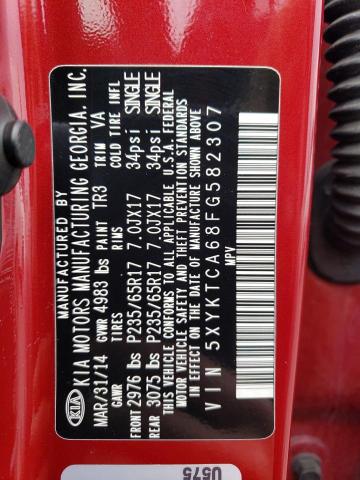 KIA
MANUFACTURED BY
KIA MOTORS MANUFACTURING GEORGIA, INC.
MAR/31/14 GVWR 4983 lbs PAINT TR3 TRIM VA
GAWR TIRES RIMS COLD TIRE INFL
FRONT 2976 lbs P235/65R17 7.0JX17 34psi SINGLE
REAR 3075 lbs P235/65R17 7.0JX17 34psi SINGLE
THIS VEHICLE CONFORMS TO ALL APPLICABLE U.S.A FEDERAL
MOTOR VEHICLE SAFETY AND THEFT PREVENTION STANDARDS
IN EFFECT ON THE DATE OF MANUFACTURE SHOWN ABOVE
VIN 5XYKTCA68FG582307
MPV
U575